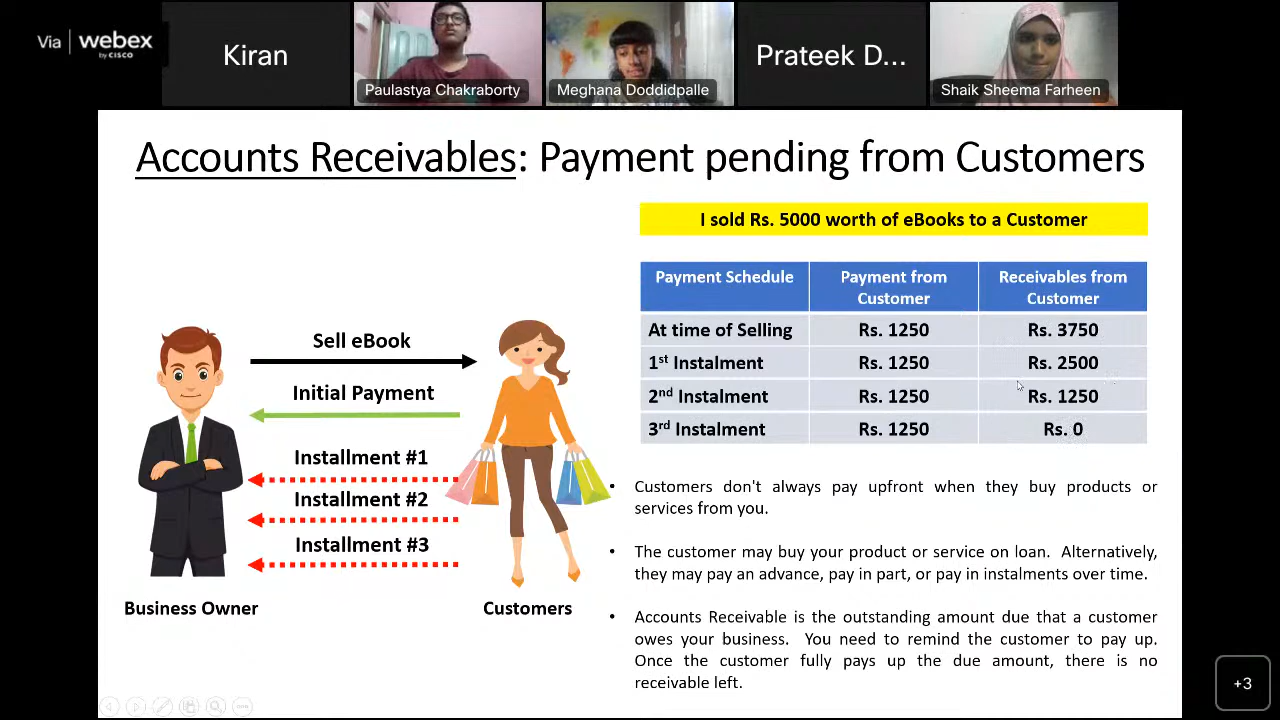 Via | webex
by CISCO
Kiran
Paulastya Chakraborty
Meghana Doddidpalle
Prateek D...
Shaik Sheema Farheen
Accounts Receivables: Payment pending from Customers
I sold Rs. 5000 worth of eBooks to a Customer
Payment Schedule
Payment from
Customer
Receivables from
Customer
At time of Selling Rs. 1250 Rs. 3750
1st Instalment Rs. 1250 Rs. 2500
2nd Instalment Rs. 1250 Rs. 1250
3rd Instalment Rs. 1250 Rs. 0
Sell eBook
Initial Payment
Installment #1
Installment #2
Installment #3
Business Owner
Customers
• Customers don't always pay upfront when they buy products or
services from you.
• The customer may buy your product or service on loan. Alternatively,
they may pay an advance, pay in part, or pay in instalments over time.
• Accounts Receivable is the outstanding amount due that a customer
owes your business. You need to remind the customer to pay up.
Once the customer fully pays up the due amount, there is no
receivable left.
+3